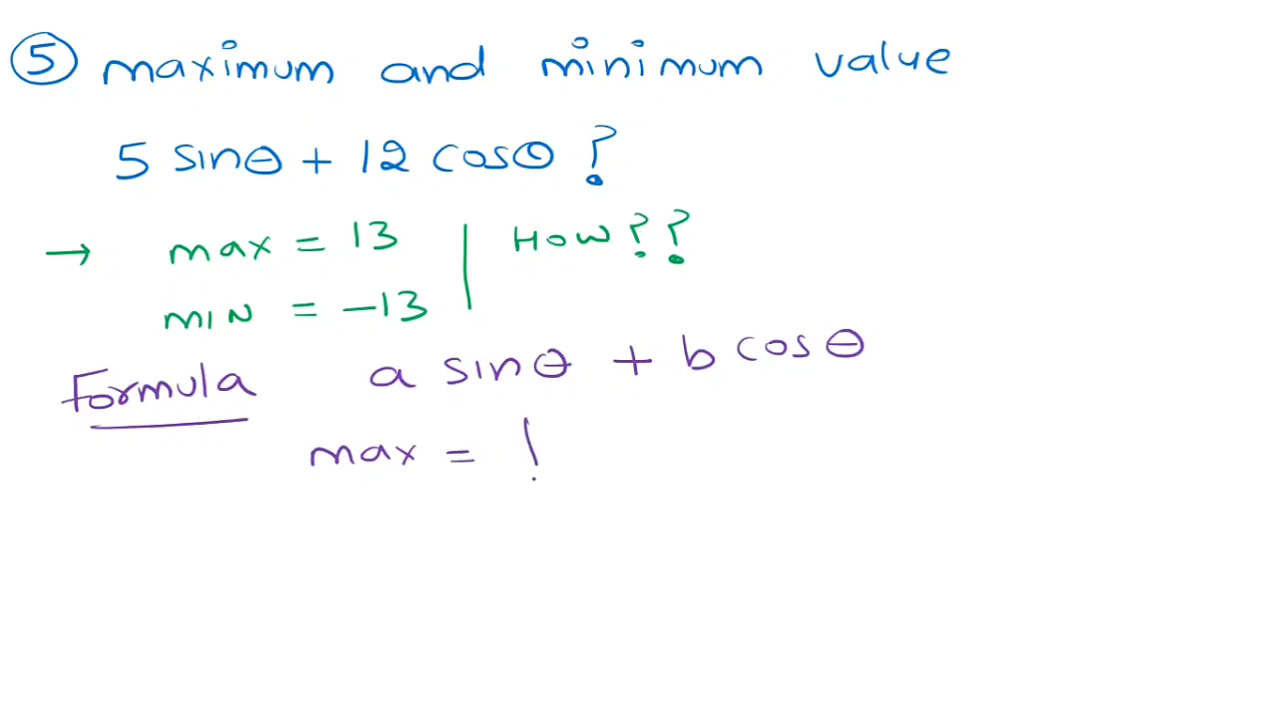 ⑤ maximum and minimum value
5 sinθ + 12 cosθ ?
→ max = 13 | How??
MIN = -13
Formula a sinθ + b cosθ
max =